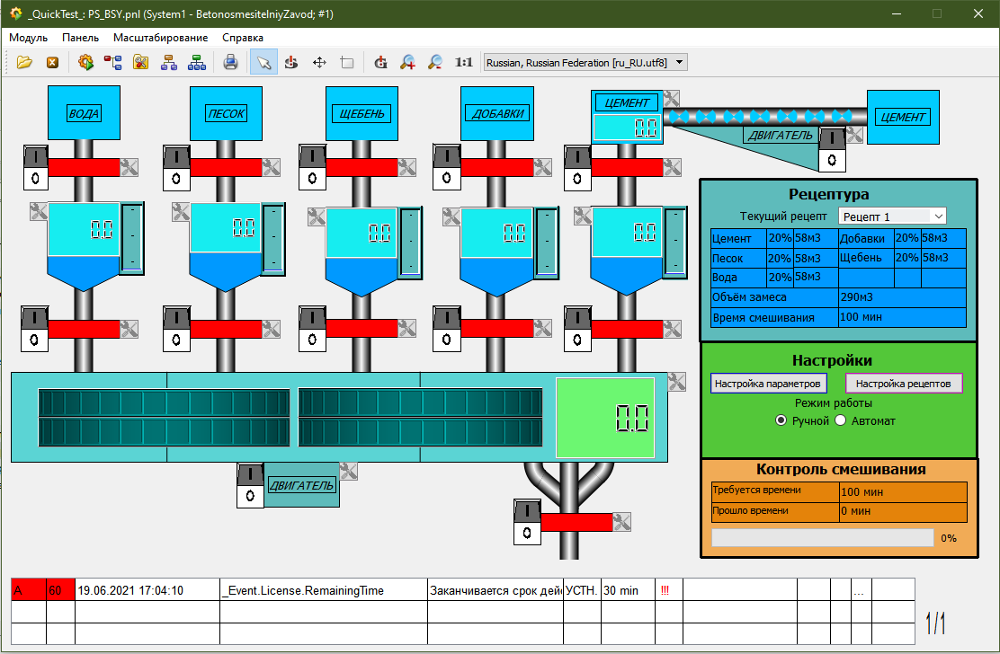 _QuickTest_: PS_BSY.pnl (System1 - BetonosmesitelniyZavod; #1)
Модуль Панель Масштабирование Справка
1:1 Russian, Russian Federation [ru_RU.utf8]
ВОДА ПЕСОК ЩЕБЕНЬ ДОБАВКИ ЦЕМЕНТ ЦЕМЕНТ
0.0
ДВИГАТЕЛЬ
I I I I I I
0 0 0 0 0 0
0.0 0.0 0.0 0.0 0.0
I I I I I
0 0 0 0 0
0.0
I ДВИГАТЕЛЬ
0
I
0
Рецептура
Текущий рецепт Рецепт 1
Цемент 20% 58м3 Добавки 20% 58м3
Песок 20% 58м3 Щебень 20% 58м3
Вода 20% 58м3
Объём замеса 290м3
Время смешивания 100 мин
Настройки
Настройка параметров Настройка рецептов
Режим работы
Ручной Автомат
Контроль смешивания
Требуется времени 100 мин
Прошло времени 0 мин
0%
A 60 19.06.2021 17:04:10 _Event.License.RemainingTime Заканчивается срок дей УСТН. 30 min !!! ...
1/1